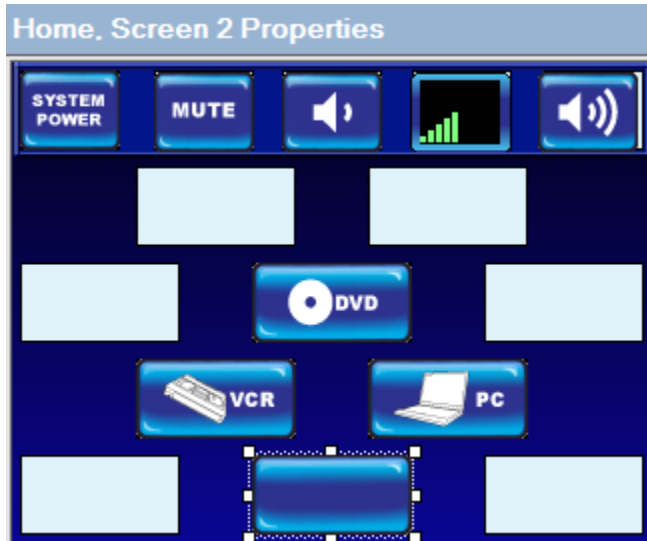 Home, Screen 2 Properties
SYSTEM
POWER
MUTE
DVD
VCR
PC